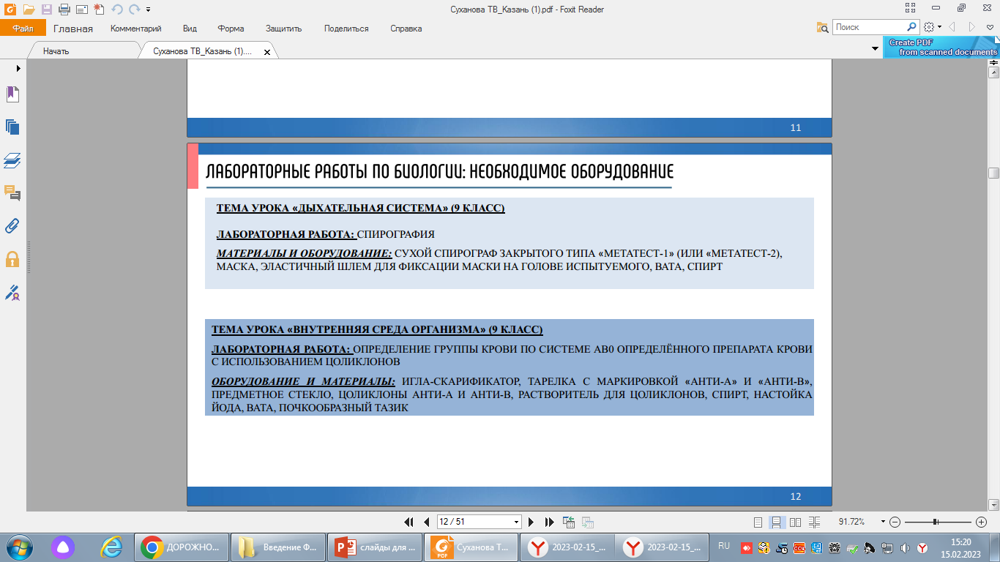 Суханова ТВ_Казань (1).pdf - Foxit Reader
Файл Главная Комментарий Вид Форма Защитить Поделиться Справка Поиск
Начать Суханова ТВ_Казань (1)....
Create PDF
from scanned documents
11
ЛАБОРАТОРНЫЕ РАБОТЫ ПО БИОЛОГИИ: НЕОБХОДИМОЕ ОБОРУДОВАНИЕ
ТЕМА УРОКА «ДЫХАТЕЛЬНАЯ СИСТЕМА» (9 КЛАСС)
ЛАБОРАТОРНАЯ РАБОТА: СПИРОГРАФИЯ
МАТЕРИАЛЫ И ОБОРУДОВАНИЕ: СУХОЙ СПИРОГРАФ ЗАКРЫТОГО ТИПА «МЕТАТЕСТ-1» (ИЛИ «МЕТАТЕСТ-2),
МАСКА, ЭЛАСТИЧНЫЙ ШЛЕМ ДЛЯ ФИКСАЦИИ МАСКИ НА ГОЛОВЕ ИСПЫТУЕМОГО, ВАТА, СПИРТ
ТЕМА УРОКА «ВНУТРЕННЯЯ СРЕДА ОРГАНИЗМА» (9 КЛАСС)
ЛАБОРАТОРНАЯ РАБОТА: ОПРЕДЕЛЕНИЕ ГРУППЫ КРОВИ ПО СИСТЕМЕ АВ0 ОПРЕДЕЛЁННОГО ПРЕПАРАТА КРОВИ
С ИСПОЛЬЗОВАНИЕМ ЦОЛИКЛОНОВ
ОБОРУДОВАНИЕ И МАТЕРИАЛЫ: ИГЛА-СКАРИФИКАТОР, ТАРЕЛКА С МАРКИРОВКОЙ «АНТИ-А» И «АНТИ-В»,
ПРЕДМЕТНОЕ СТЕКЛО, ЦОЛИКЛОНЫ АНТИ-А И АНТИ-В, РАСТВОРИТЕЛЬ ДЛЯ ЦОЛИКЛОНОВ, СПИРТ, НАСТОЙКА
ЙОДА, ВАТА, ПОЧКООБРАЗНЫЙ ТАЗИК
12
12 / 51 91.72%
ДОРОЖНО... Введение Ф... слайды для ... Суханова Т... 2023-02-15_... 2023-02-15_... RU 15:20
15.02.2023